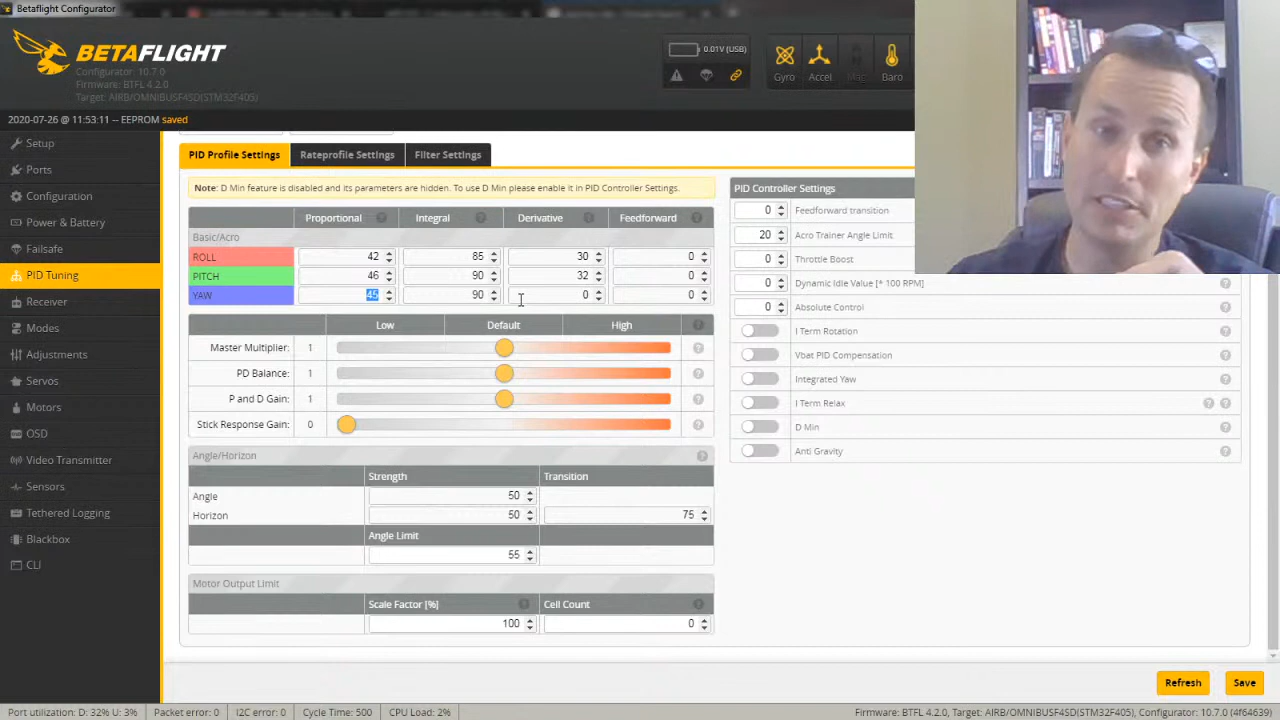 Betaflight Configurator
BETAFLIGHT
Configurator: 10.7.0
Firmware: BTFL 4.2.0
Target: AIRB/OMNIBUSF4SD(STM32F405)
0.01V (USB)
Gyro
Accel
Mag
Baro
2020-07-26 @ 11:53:11 -- EEPROM saved
Setup
Ports
Configuration
Power & Battery
Failsafe
PID Tuning
Receiver
Modes
Adjustments
Servos
Motors
OSD
Video Transmitter
Sensors
Tethered Logging
Blackbox
CLI
PID Profile Settings Rateprofile Settings Filter Settings
Note: D Min feature is disabled and its parameters are hidden. To use D Min please enable it in PID Controller Settings.
Proportional Integral Derivative Feedforward
Basic/Acro
ROLL 42 85 30 0
PITCH 46 90 32 0
YAW 45 90 0 0
Low Default High
Master Multiplier: 1
PD Balance: 1
P and D Gain: 1
Stick Response Gain: 0
Angle/Horizon
Strength Transition
Angle 50
Horizon 50 75
Angle Limit
55
Motor Output Limit
Scale Factor [%] Cell Count
100 0
PID Controller Settings
0 Feedforward transition
20 Acro Trainer Angle Limit
0 Throttle Boost
0 Dynamic Idle Value [* 100 RPM]
0 Absolute Control
I Term Rotation
Vbat PID Compensation
Integrated Yaw
I Term Relax
D Min
Anti Gravity
Refresh Save
Port utilization: D: 32% U: 3% Packet error: 0 I2C error: 0 Cycle Time: 500 CPU Load: 2% Firmware: BTFL 4.2.0, Target: AIRB/OMNIBUSF4SD(STM32F405), Configurator: 10.7.0 (4f64639)